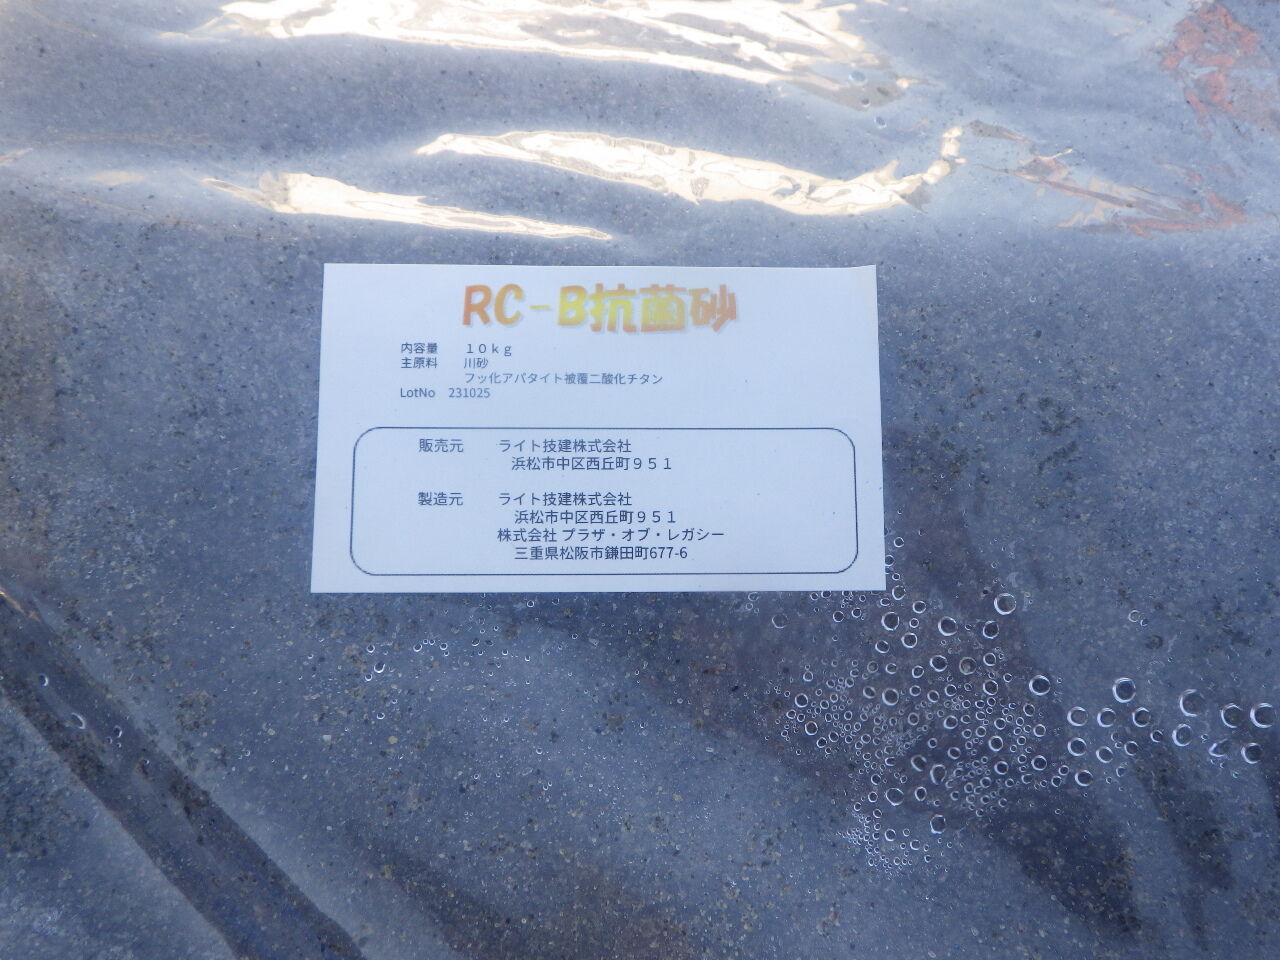 RC-B抗菌砂
内容量 10kg
主原料 川砂
フッ化アパタイト被覆二酸化チタン
LotNo 231025
販売元 ライト技建株式会社
浜松市中区西丘町951
製造元 ライト技建株式会社
浜松市中区西丘町951
株式会社 プラザ・オブ・レガシー
三重県松阪市鎌田町677-6